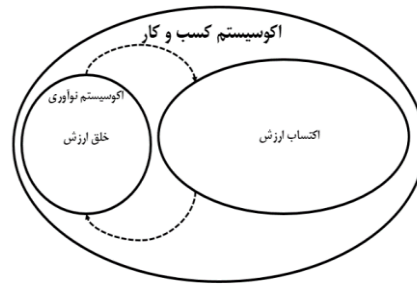 اکوسیستم کسب و کار
اکوسیستم نوآوری
خلق ارزش
اکتساب ارزش